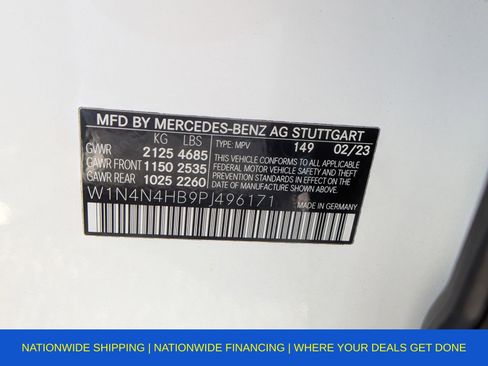 MFD BY MERCEDES-BENZ AG STUTTGART
KG LBS TYPE: MPV 149 02/23
GVWR 2125 4685 THIS VEHICLE CONFORMS TO ALL APPLICABLE
GAWR FRONT 1150 2535 U.S. FEDERAL MOTOR VEHICLE SAFETY
GAWR REAR 1025 2260 STANDARDS IN EFFECT ON THE DATE
OF MANUFACTURE SHOWN ABOVE.
W1N4N4HB9PJ496171 MADE IN GERMANY
NATIONWIDE SHIPPING | NATIONWIDE FINANCING | WHERE YOUR DEALS GET DONE